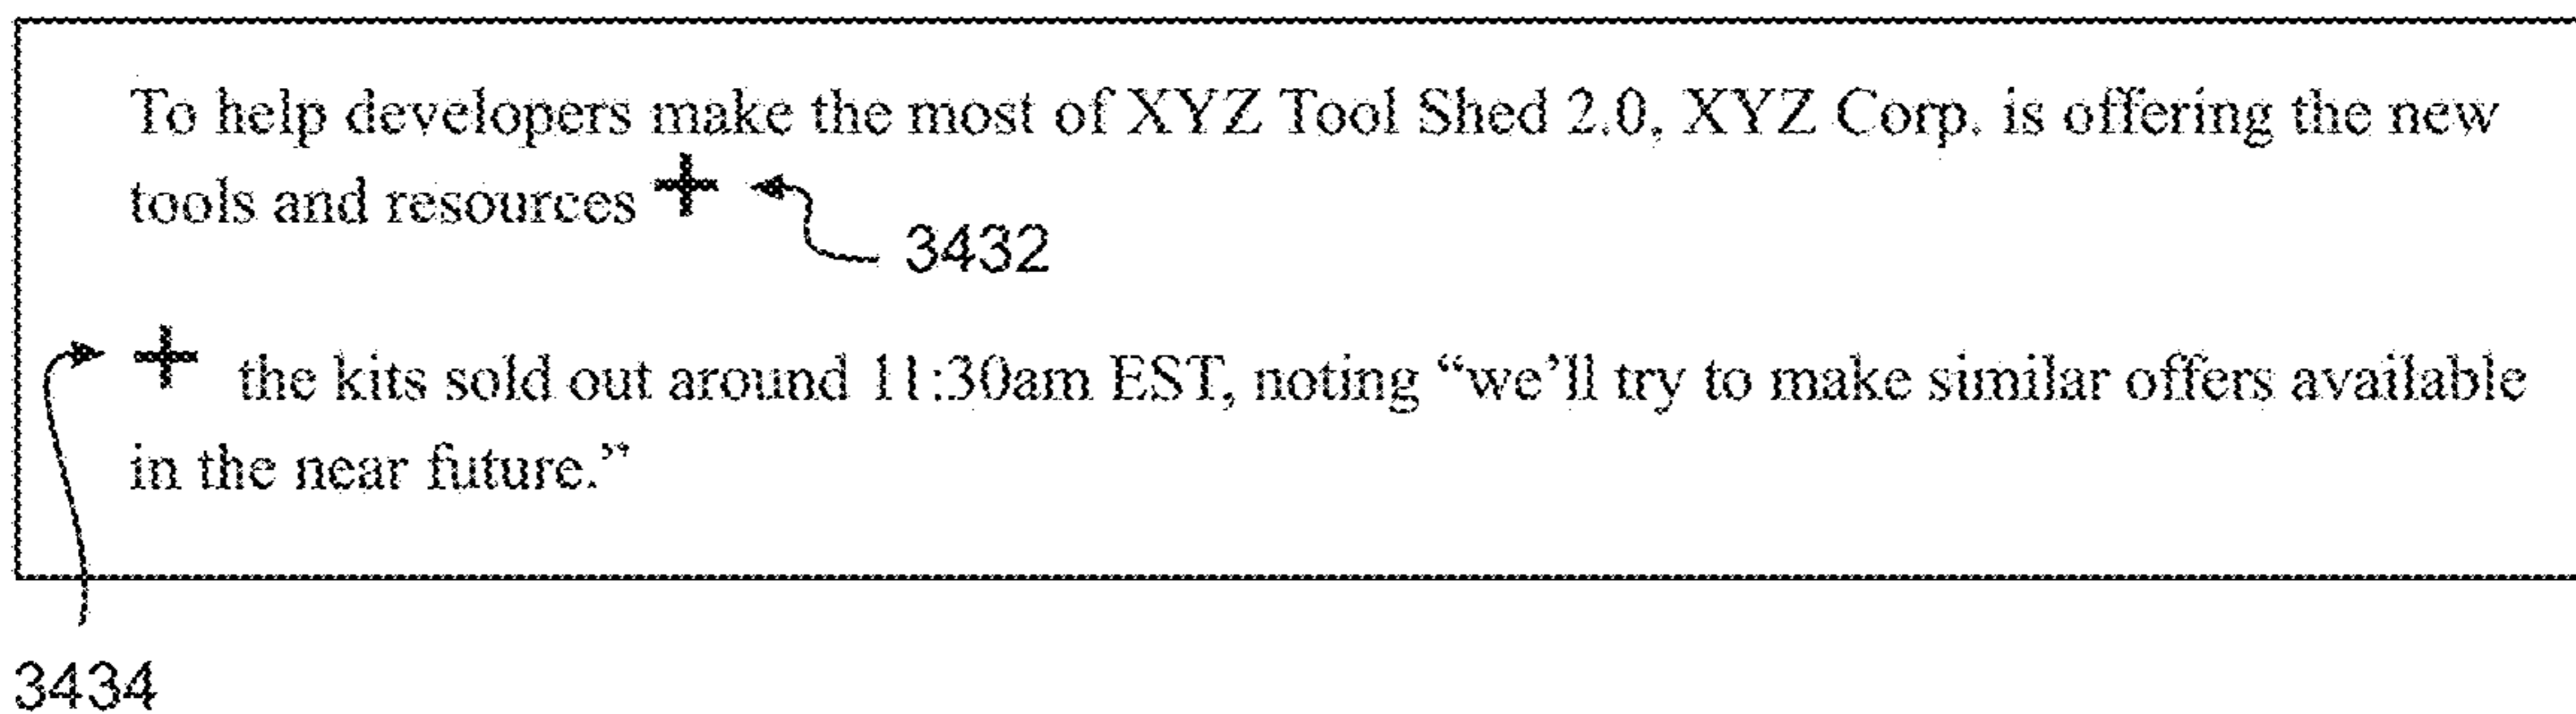 To help developers make the most of XYZ Tool Shed 2.0, XYZ Corp. is offering the new
tools and resources +
3432
+ the kits sold out around 11:30am EST, noting “we’ll try to make similar offers available
in the near future.”
3434